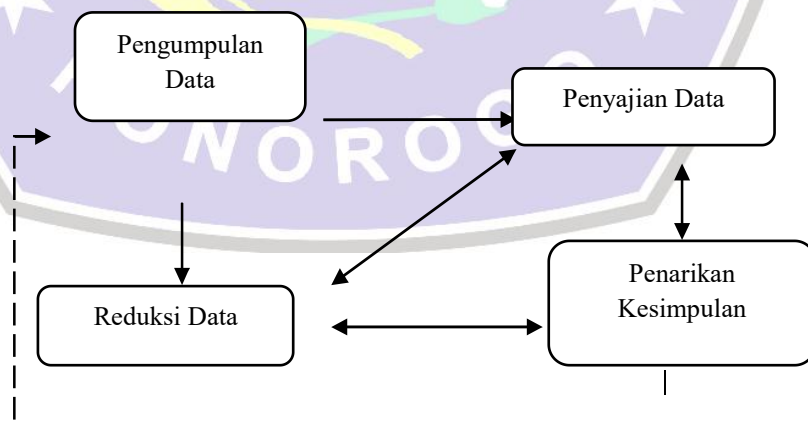 Pengumpulan
Data
Penyajian Data
Reduksi Data
Penarikan
Kesimpulan